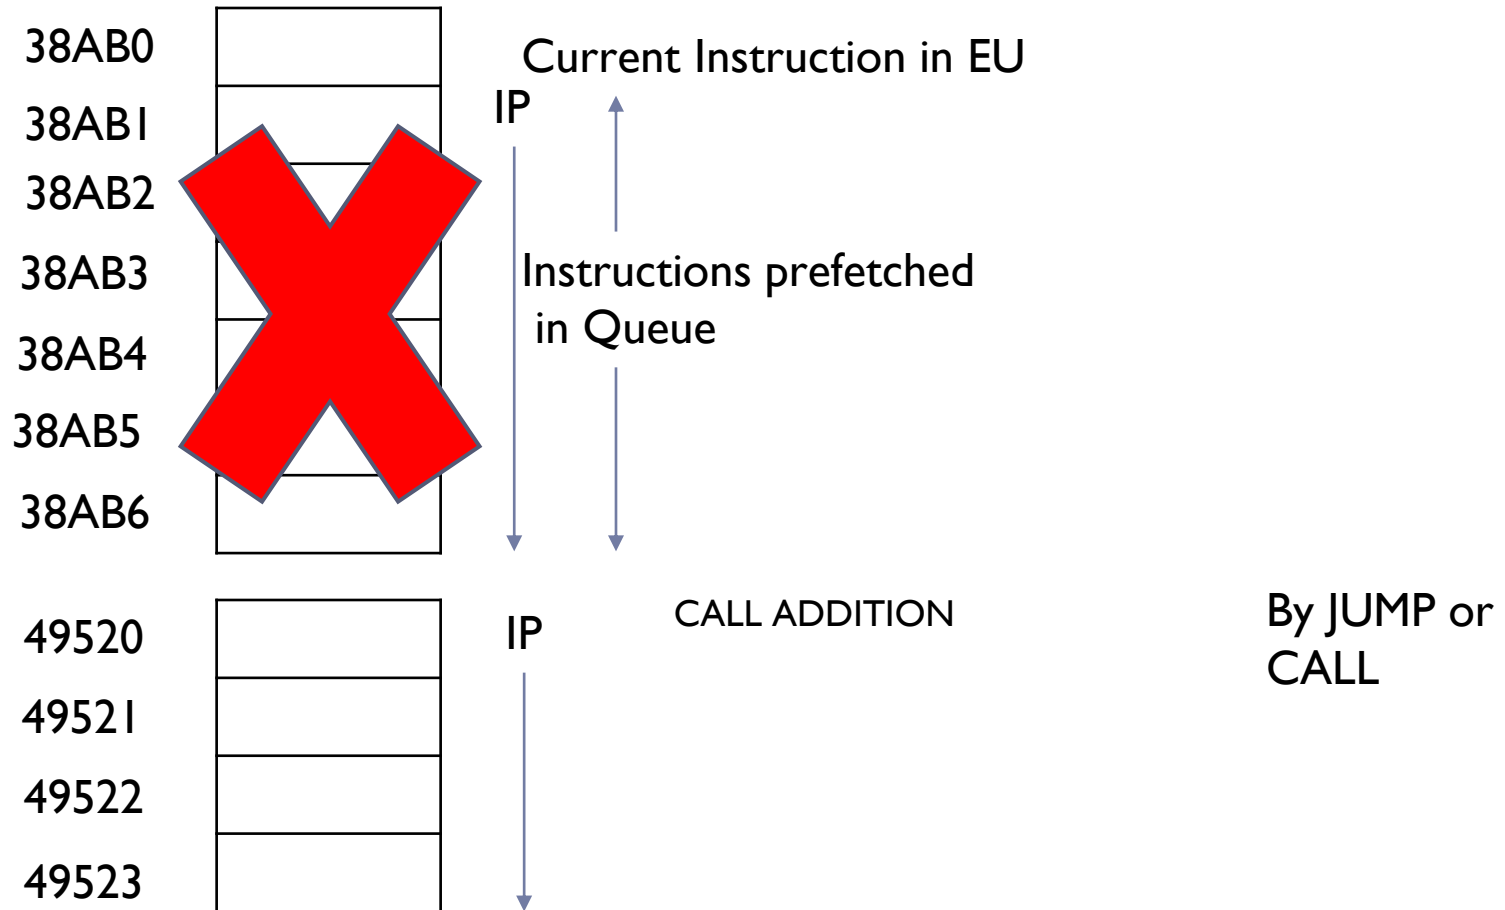 38AB0
Current Instruction in EU
IP
38AB1
38AB2
38AB3
Instructions prefetched
in Queue
38AB4
38AB5
38AB6
49520
IP
CALL ADDITION
By JUMP or
CALL
49521
49522
49523